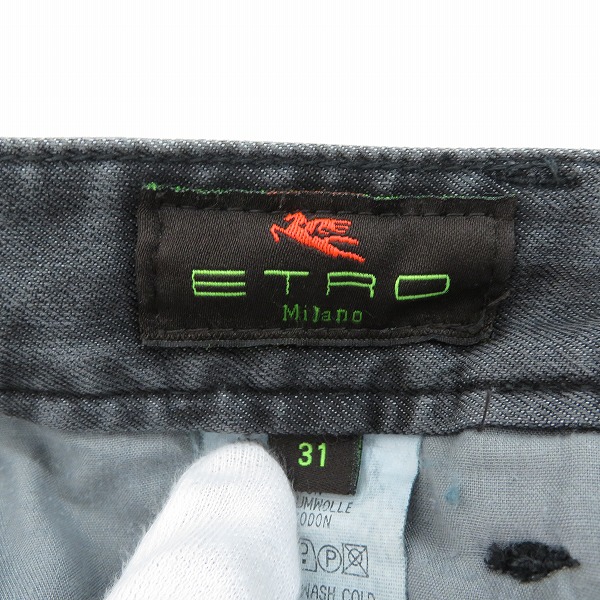 ETRO
Milano
31
UMWOLLE
ODON
P
WASH COLD